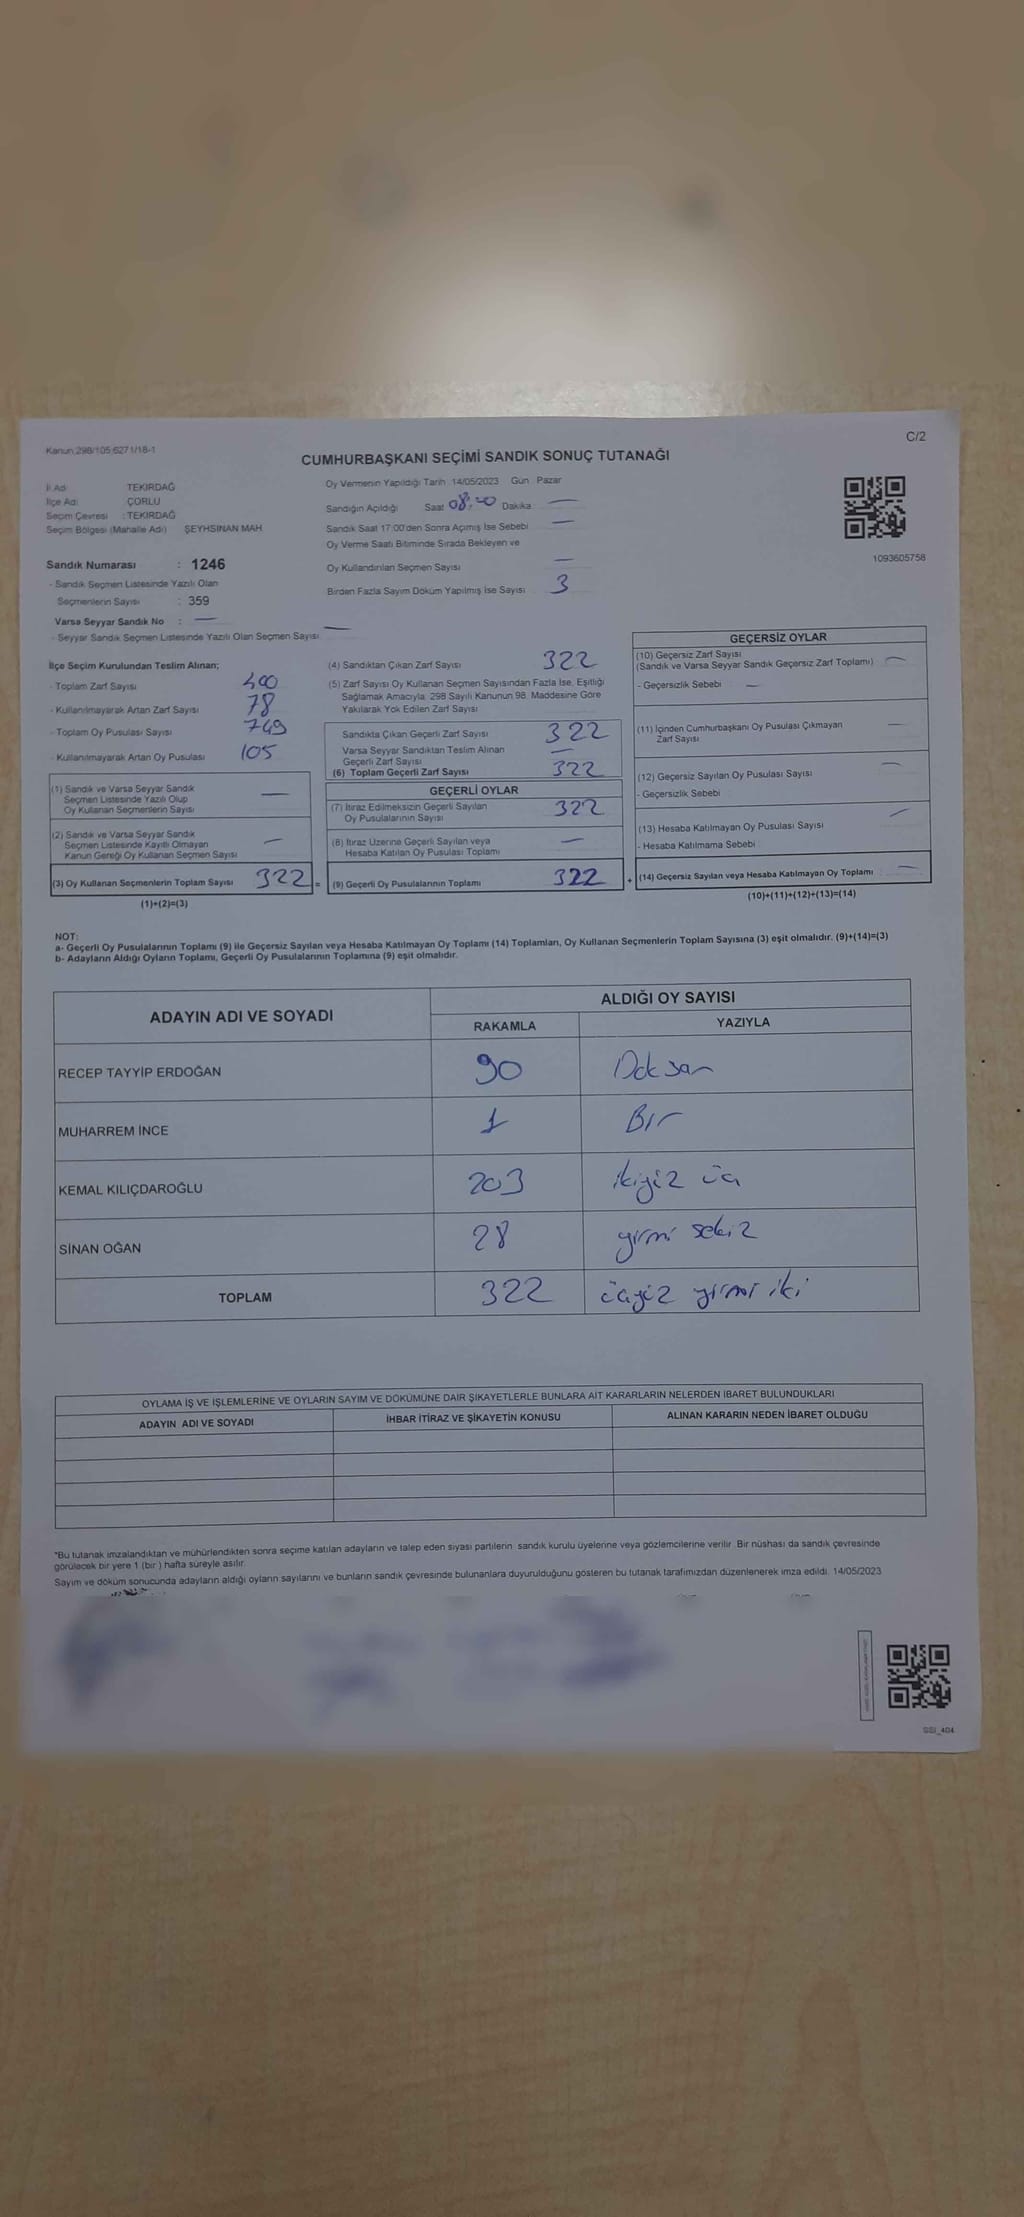 Kanun 298/105 6271/18-1
C/2
CUMHURBAŞKANI SEÇİMİ SANDIK SONUÇ TUTANAĞI
İl Adı TEKİRDAĞ
İlçe Adı ÇORLU
Seçim Çevresi : TEKİRDAĞ
Seçim Bölgesi (Mahalle Adı) ŞEYHSİNAN MAH
Sandık Numarası : 1246
- Sandık Seçmen Listesinde Yazılı Olan
Seçmenlerin Sayısı : 359
Varsa Seyyar Sandık No : —
- Seyyar Sandık Seçmen Listesinde Yazılı Olan Seçmen Sayısı —
Oy Vermenin Yapıldığı Tarih 14/05/2023 Gün Pazar
Sandığın Açıldığı Saat Dakika —
Sandık Saat 17:00'den Sonra Açımış İse Sebebi —
Oy Verme Saati Bitiminde Sırada Bekleyen ve
Oy Kullandırılan Seçmen Sayısı —
Birden Fazla Sayım Döküm Yapılmış İse Sayısı 3
1093605758
İlçe Seçim Kurulundan Teslim Alınan;
- Toplam Zarf Sayısı 400
- Kullanılmayarak Artan Zarf Sayısı 78
- Toplam Oy Pusulası Sayısı
- Kullanılmayarak Artan Oy Pusulası 105
(1) Sandık ve Varsa Seyyar Sandık
Seçmen Listesinde Yazılı Olup
Oy Kullanan Seçmenlerin Sayısı —
(2) Sandık ve Varsa Seyyar Sandık
Seçmen Listesinde Kayıtlı Olmayan
Kanun Gereği Oy Kullanan Seçmen Sayısı —
(3) Oy Kullanan Seçmenlerin Toplam Sayısı 322 =
(1)+(2)=(3)
(4) Sandıktan Çıkan Zarf Sayısı 322
(5) Zarf Sayısı Oy Kullanan Seçmen Sayısından Fazla İse, Eşitliği
Sağlamak Amacıyla, 298 Sayılı Kanunun 98. Maddesine Göre
Yakılarak Yok Edilen Zarf Sayısı
Sandıkta Çıkan Geçerli Zarf Sayısı 322
Varsa Seyyar Sandıktan Teslim Alınan
Geçerli Zarf Sayısı —
(6) Toplam Geçerli Zarf Sayısı 322
GEÇERLİ OYLAR
(7) İtiraz Edilmeksizin Geçerli Sayılan
Oy Pusulalarının Sayısı 322
(8) İtiraz Üzerine Geçerli Sayılan veya
Hesaba Katılan Oy Pusulası Toplamı —
(9) Geçerli Oy Pusulalarının Toplamı 322 +
GEÇERSİZ OYLAR
(10) Geçersiz Zarf Sayısı
(Sandık ve Varsa Seyyar Sandık Geçersiz Zarf Toplamı) —
- Geçersizlik Sebebi —
(11) İçinden Cumhurbaşkanı Oy Pusulası Çıkmayan
Zarf Sayısı —
(12) Geçersiz Sayılan Oy Pusulası Sayısı —
- Geçersizlik Sebebi
(13) Hesaba Katılmayan Oy Pusulası Sayısı —
- Hesaba Katılmama Sebebi
(14) Geçersiz Sayılan veya Hesaba Katılmayan Oy Toplamı —
(10)+(11)+(12)+(13)=(14)
NOT:
a- Geçerli Oy Pusulalarının Toplamı (9) ile Geçersiz Sayılan veya Hesaba Katılmayan Oy Toplamı (14) Toplamları, Oy Kullanan Seçmenlerin Toplam Sayısına (3) eşit olmalıdır. (9)+(14)=(3)
b- Adayların Aldığı Oyların Toplamı, Geçerli Oy Pusulalarının Toplamına (9) eşit olmalıdır.
ADAYIN ADI VE SOYADI ALDIĞI OY SAYISI
RAKAMLA YAZIYLA
RECEP TAYYİP ERDOĞAN 90 Doksan
MUHARREM İNCE 1 Bir
KEMAL KILIÇDAROĞLU 203 ikiyüz üç
SİNAN OĞAN 28 yirmi sekiz
TOPLAM 322 üçyüz yirmi iki
OYLAMA İŞ VE İŞLEMLERİNE VE OYLARIN SAYIM VE DÖKÜMÜNE DAİR ŞİKAYETLERLE BUNLARA AİT KARARLARIN NELERDEN İBARET BULUNDUKLARI
ADAYIN ADI VE SOYADI İHBAR İTİRAZ VE ŞİKAYETİN KONUSU ALINAN KARARIN NEDEN İBARET OLDUĞU
*Bu tutanak imzalandıktan ve mühürlendikten sonra seçime katılan adayların ve talep eden siyasi partilerin sandık kurulu üyelerine veya gözlemcilerine verilir. Bir nüshası da sandık çevresinde
görülecek bir yere 1 (bir) hafta süreyle asılır.
Sayım ve döküm sonucunda adayların aldığı oyların sayılarını ve bunların sandık çevresinde bulunanlara duyurulduğunu gösteren bu tutanak tarafımızdan düzenlenerek imza edildi. 14/05/2023
SSI_404